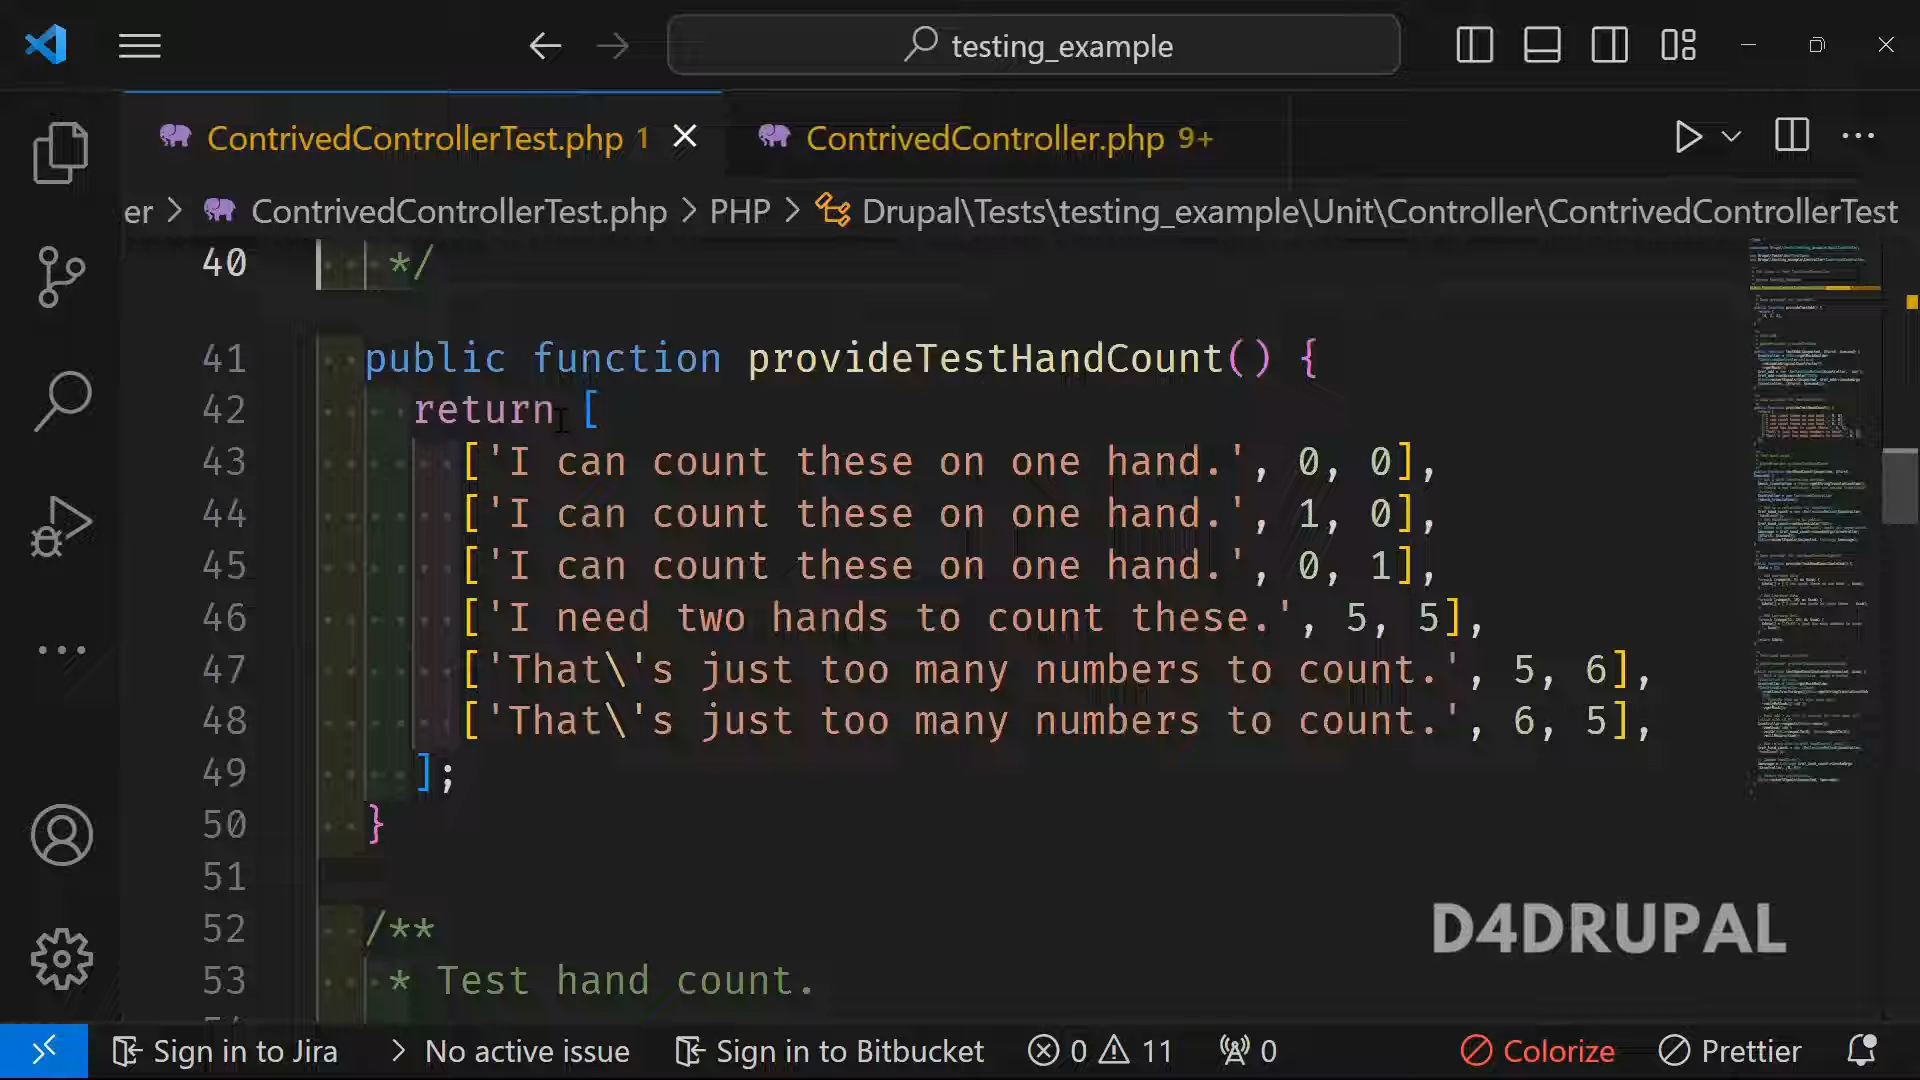 testing_example
ContrivedControllerTest.php 1
ContrivedController.php 9+
er > ContrivedControllerTest.php > PHP > Drupal\Tests\testing_example\Unit\Controller\ContrivedControllerTest
40 */
41 public function provideTestHandCount() {
42 return [
43 ['I can count these on one hand.', 0, 0],
44 ['I can count these on one hand.', 1, 0],
45 ['I can count these on one hand.', 0, 1],
46 ['I need two hands to count these.', 5, 5],
47 ['That\'s just too many numbers to count.', 5, 6],
48 ['That\'s just too many numbers to count.', 6, 5],
49 ];
50 }
51
52 /**
53 * Test hand count.
D4DRUPAL
Sign in to Jira > No active issue Sign in to Bitbucket 0 11 0 Colorize Prettier